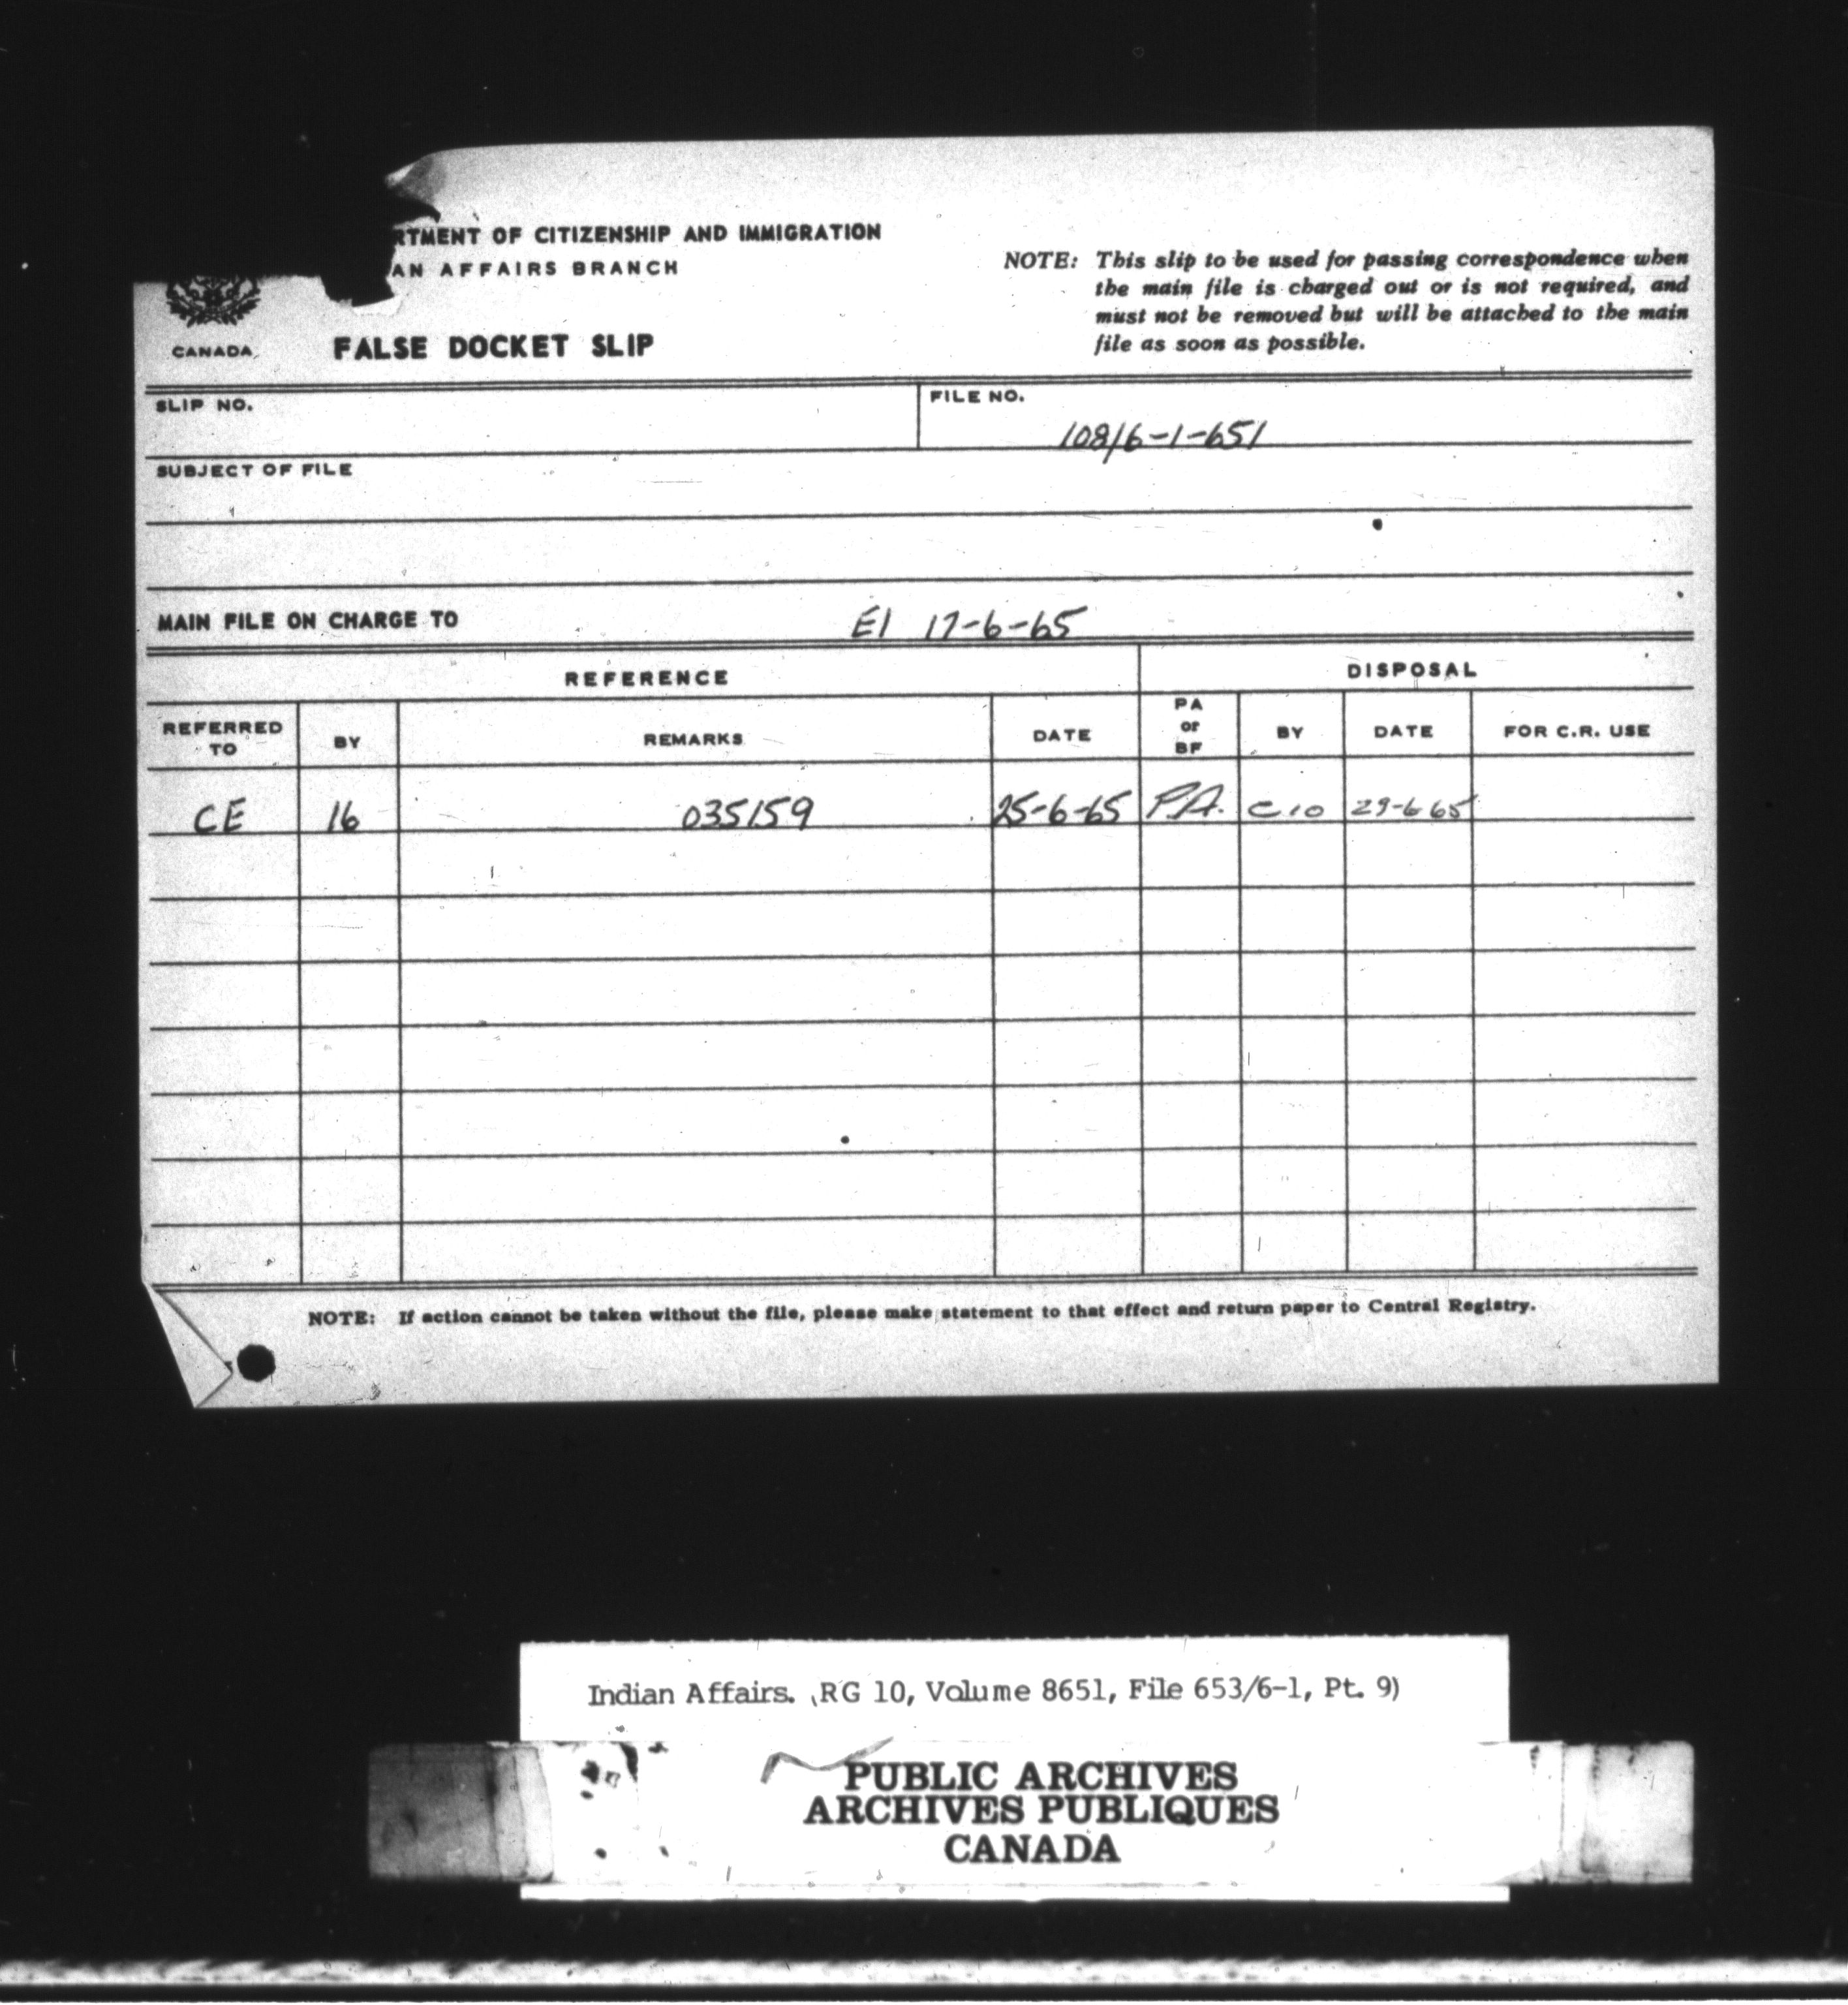 RTMENT OF CITIZENSHIP AND IMMIGRATION
AN AFFAIRS BRANCH
CANADA
FALSE DOCKET SLIP
NOTE: This slip to be used for passing correspondence when
the main file is charged out or is not required, and
must not be removed but will be attached to the main
file as soon as possible.
SLIP NO.
FILE NO.
108/6-1-651
SUBJECT OF FILE
MAIN FILE ON CHARGE TO E1 17-6-65
REFERENCE
DISPOSAL
REFERRED TO
BY
REMARKS
DATE
PA or BF
BY
DATE
FOR C.R. USE
CE 16 035159 25-6-65 P.A. C10 29-6-65
NOTE: If action cannot be taken without the file, please make statement to that effect and return paper to Central Registry.
Indian Affairs. (RG 10, Volume 8651, File 653/6-1, Pt. 9)
PUBLIC ARCHIVES
ARCHIVES PUBLIQUES
CANADA